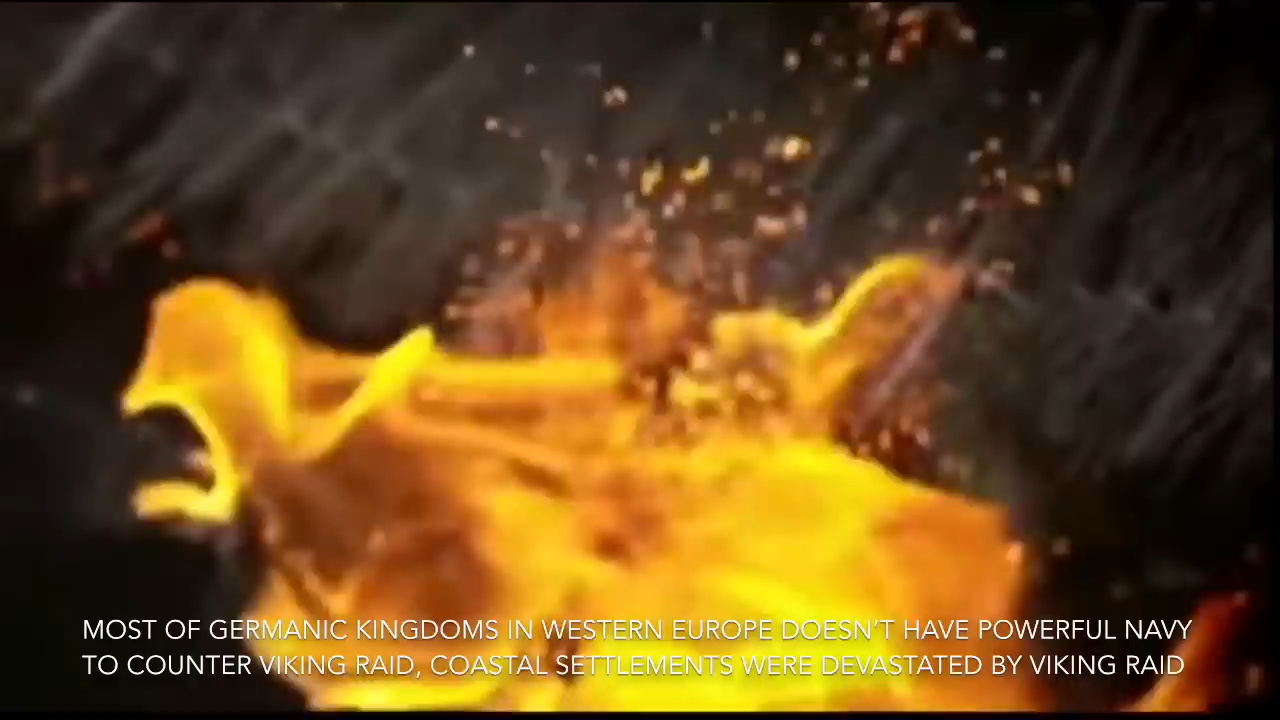 MOST OF GERMANIC KINGDOMS IN WESTERN EUROPE DOESN'T HAVE POWERFUL NAVY
TO COUNTER VIKING RAID, COASTAL SETTLEMENTS WERE DEVASTATED BY VIKING RAID